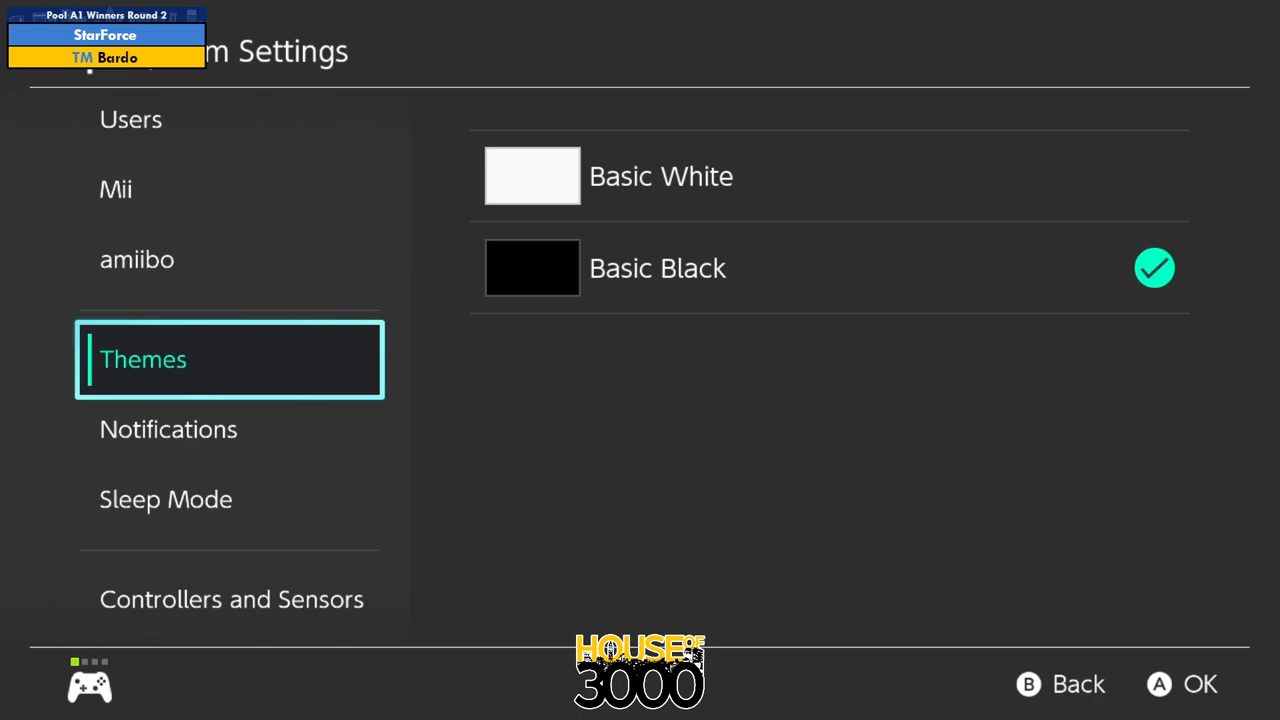 Pool A1 Winners Round 2
StarForce
TM Bardo
m Settings
Users
Mii
amiibo
Themes
Notifications
Sleep Mode
Controllers and Sensors
Basic White
Basic Black
HOUSE OF
3000
B Back
A OK